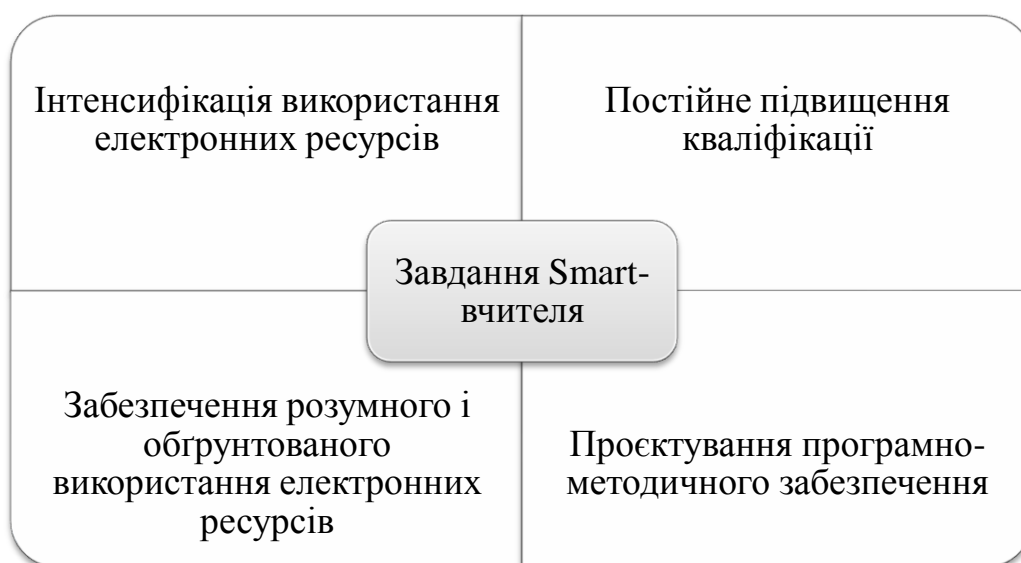 Інтенсифікація використання
електронних ресурсів
Постійне підвищення
кваліфікації
Завдання Smart-
вчителя
Забезпечення розумного і
обґрунтованого
використання електронних
ресурсів
Проєктування програмно-
методичного забезпечення